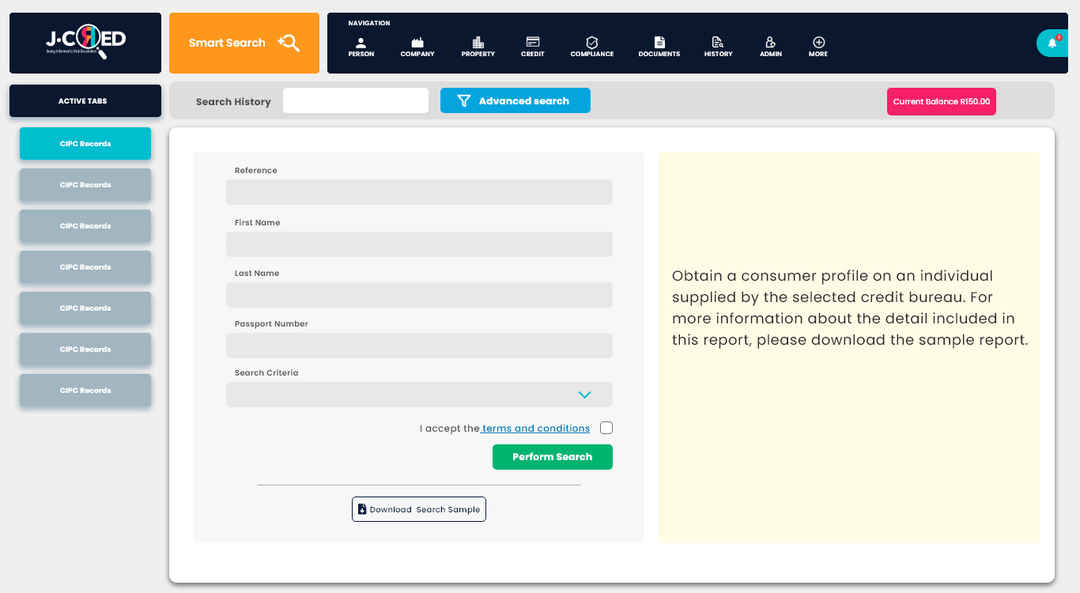 J-CRED
Smart Search
NAVIGATION
PERSON
COMPANY
PROPERTY
CREDIT
COMPLIANCE
DOCUMENTS
HISTORY
ADMIN
MORE
ACTIVE TABS
Search History
Advanced search
Current Balance R150.00
CIPC Records
CIPC Records
CIPC Records
CIPC Records
CIPC Records
CIPC Records
CIPC Records
Reference
First Name
Last Name
Passport Number
Search Criteria
I accept the terms and conditions
Perform Search
Download Search Sample
Obtain a consumer profile on an individual
supplied by the selected credit bureau. For
more information about the detail included in
this report, please download the sample report.